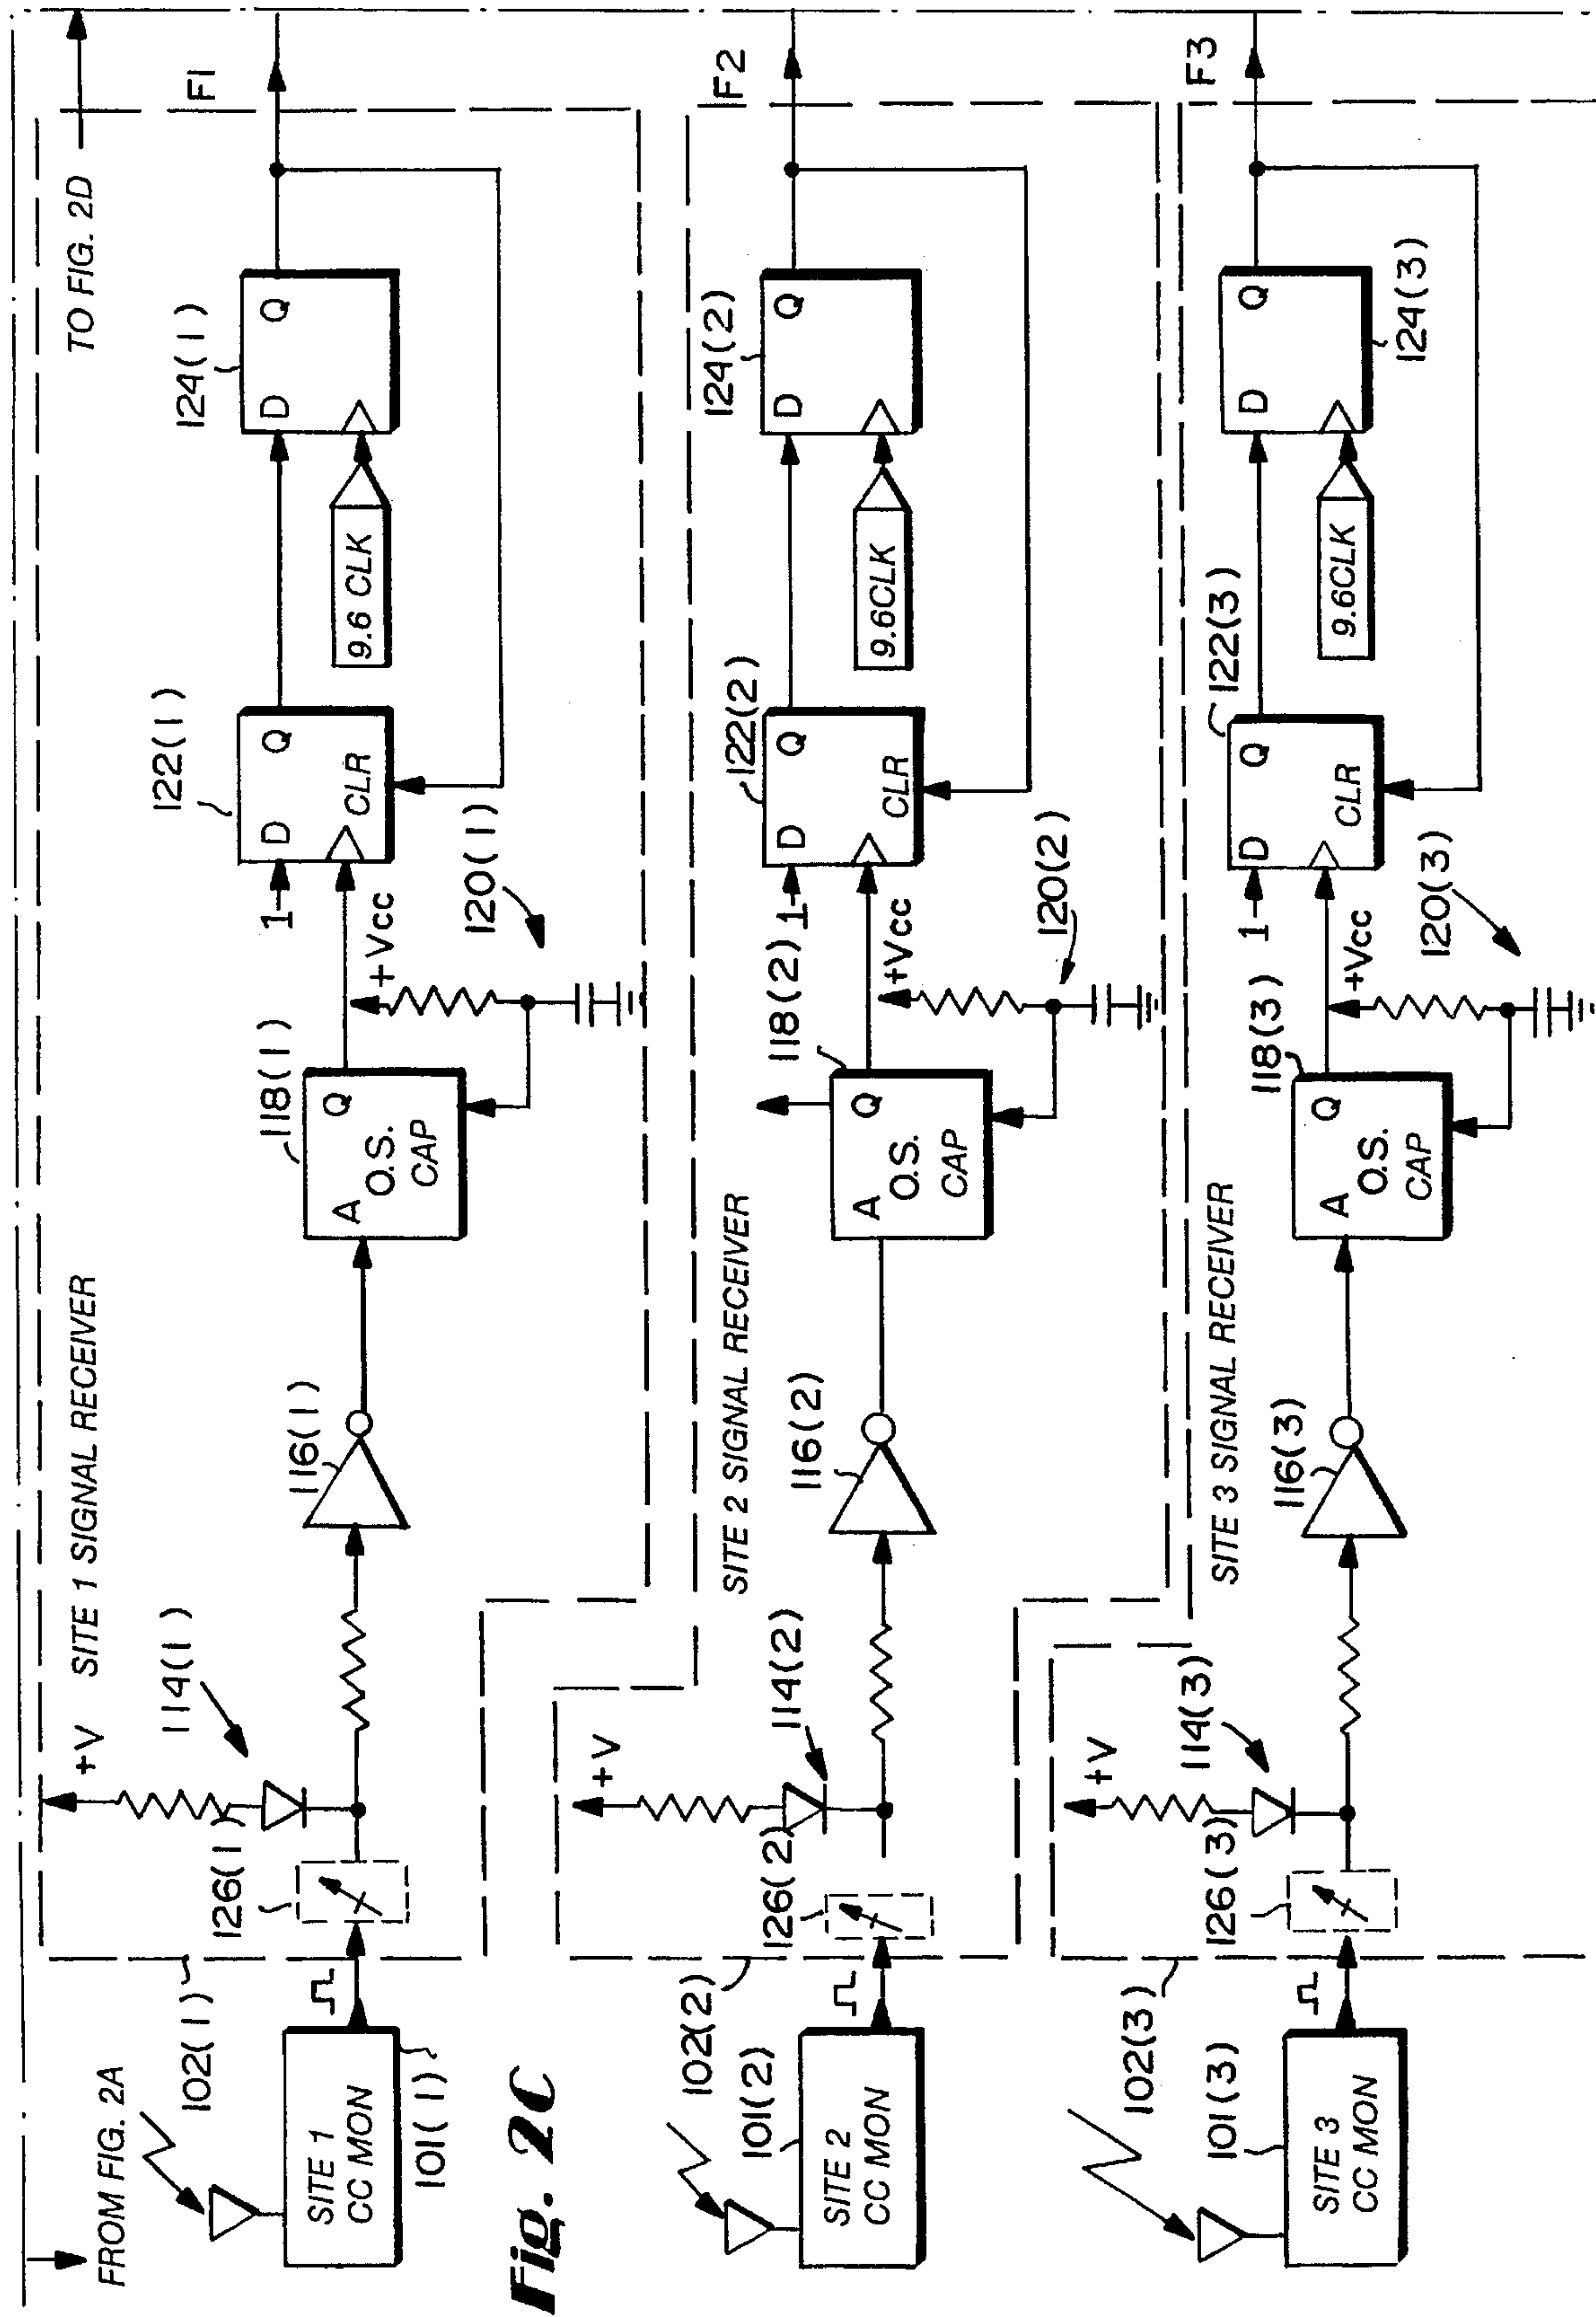 FROM FIG. 2A
TO FIG. 2D
SITE 1 SIGNAL RECEIVER
+V
114(1)
126(1)
102(1)
SITE 1
CC MON
101(1)
116(1)
118(1)
A
Q
O.S.
CAP
+Vcc
120(1)
1
122(1)
D
Q
CLR
9.6 CLK
124(1)
D
Q
F1
Fig. 2C
SITE 2 SIGNAL RECEIVER
+V
114(2)
126(2)
102(2)
SITE 2
CC MON
101(2)
116(2)
118(2)
A
Q
O.S.
CAP
+Vcc
120(2)
1
122(2)
D
Q
CLR
9.6CLK
124(2)
D
Q
F2
SITE 3 SIGNAL RECEIVER
+V
114(3)
126(3)
102(3)
SITE 3
CC MON
101(3)
116(3)
118(3)
A
Q
O.S.
CAP
+Vcc
120(3)
1
122(3)
D
Q
CLR
9.6CLK
124(3)
D
Q
F3